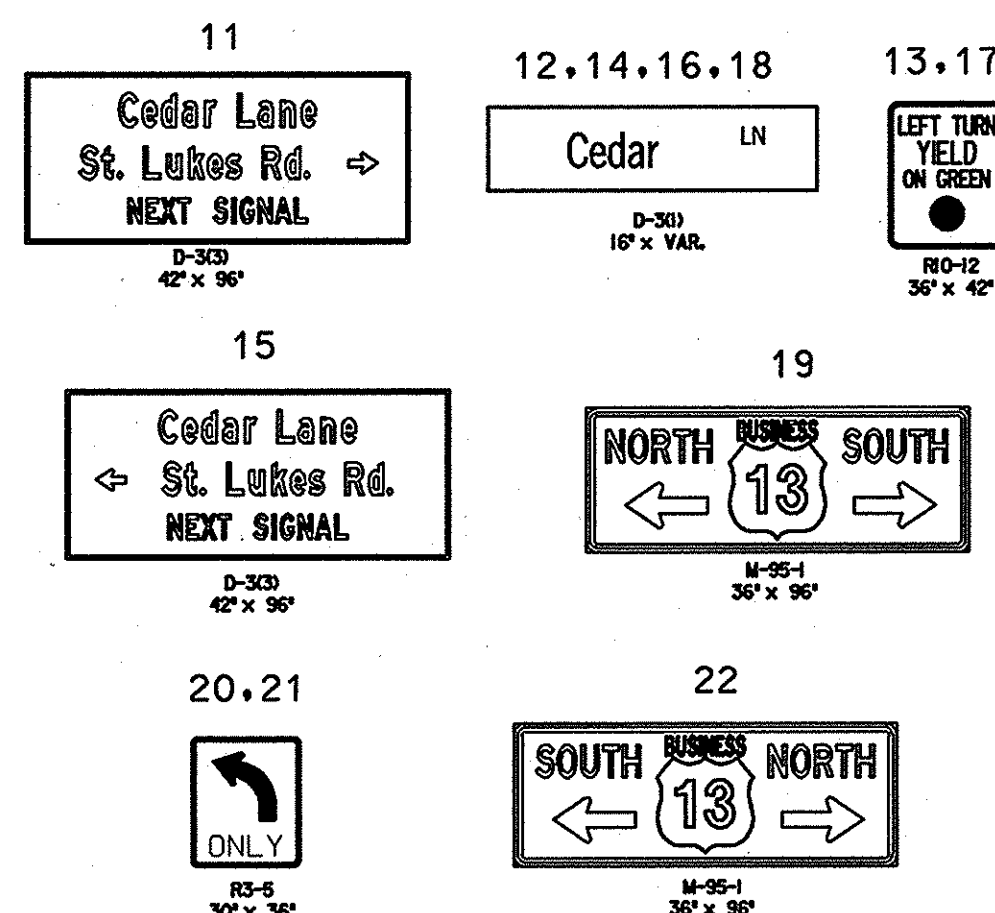 11
Cedar Lane
St. Lukes Rd.
NEXT SIGNAL
D-3(3)
42" x 96"
12,14,16,18
Cedar LN
D-3(1)
16" x VAR.
13,17
LEFT TURN
YIELD
ON GREEN
R10-12
36" x 42"
15
Cedar Lane
St. Lukes Rd.
NEXT SIGNAL
D-3(3)
42" x 96"
19
BUSINESS
NORTH 13 SOUTH
M-95-1
36" x 96"
20,21
ONLY
R3-5
30" x 36"
22
BUSINESS
SOUTH 13 NORTH
M-95-1
36" x 96"